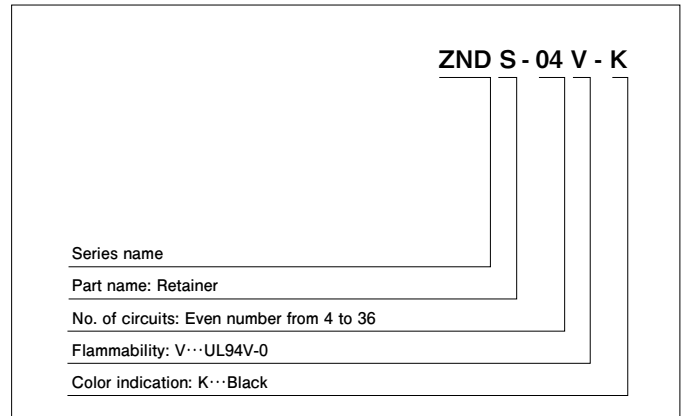 ZND S - 04 V - K
Series name
Part name: Retainer
No. of circuits: Even number from 4 to 36
Flammability: V···UL94V-0
Color indication: K···Black